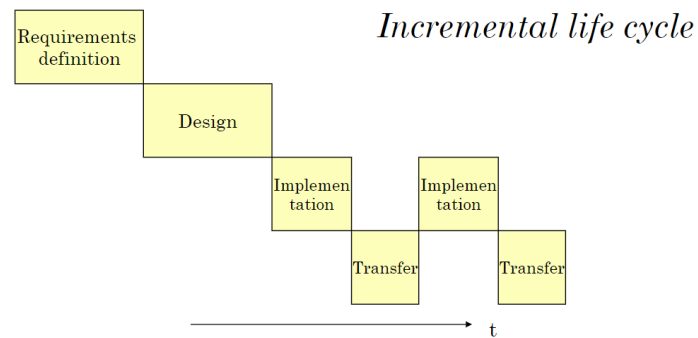 Incremental life cycle
Requirements
definition
Design
Implemen
tation
Implemen
tation
Transfer
Transfer
t